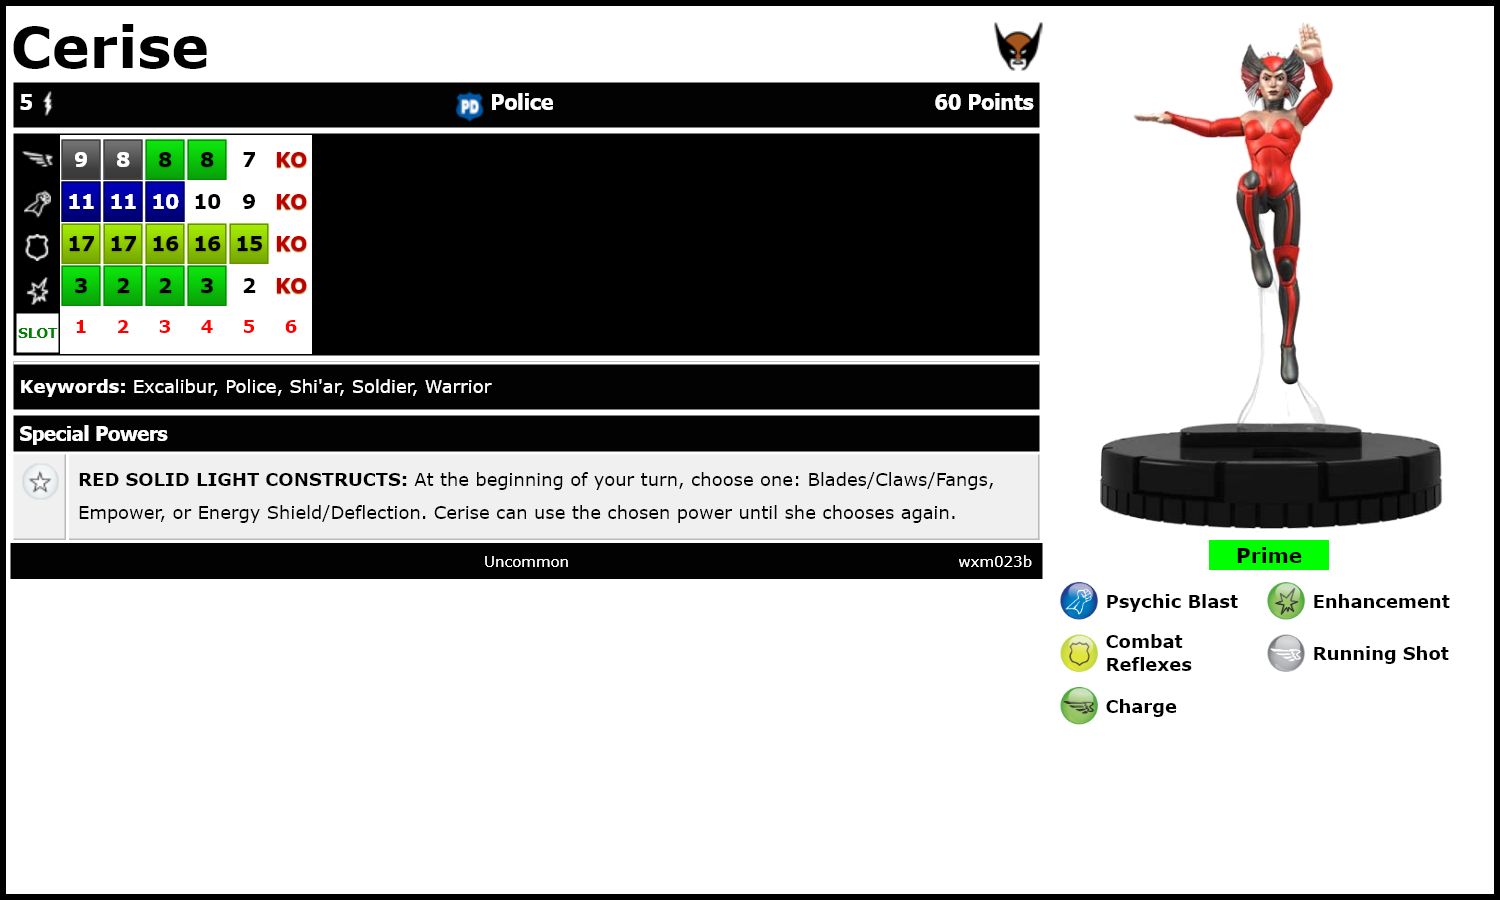 Cerise
5 PD Police 60 Points
9 8 8 8 7 KO
11 11 10 10 9 KO
17 17 16 16 15 KO
3 2 2 3 2 KO
SLOT 1 2 3 4 5 6
Keywords: Excalibur, Police, Shi'ar, Soldier, Warrior
Special Powers
RED SOLID LIGHT CONSTRUCTS: At the beginning of your turn, choose one: Blades/Claws/Fangs,
Empower, or Energy Shield/Deflection. Cerise can use the chosen power until she chooses again.
Uncommon wxm023b
Prime
Psychic Blast Enhancement
Combat
Reflexes Running Shot
Charge